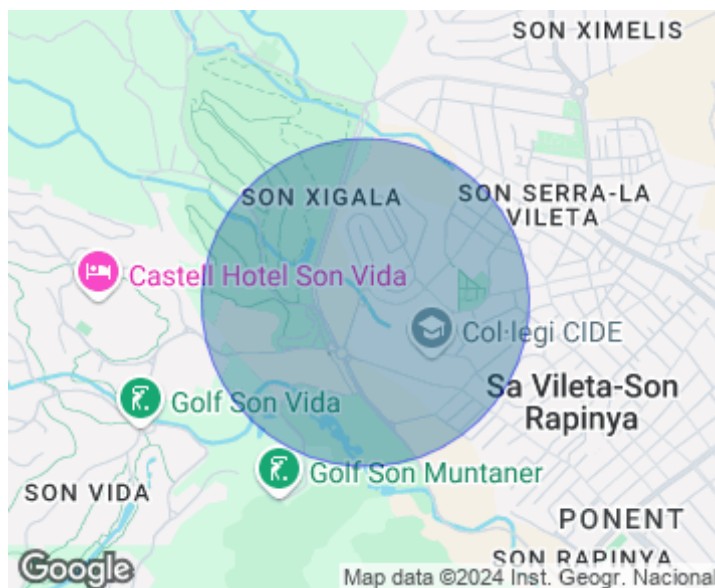 SON XIMELIS
SON XIGALA
SON SERRA-LA
VILETA
Castell Hotel Son Vida
Col·legi CIDE
Golf Son Vida
Sa Vileta-Son
Rapinya
Golf Son Muntaner
SON VIDA
PONENT
SON RAPINYA
Google
Map data ©2024 Inst. Geogr. Nacional